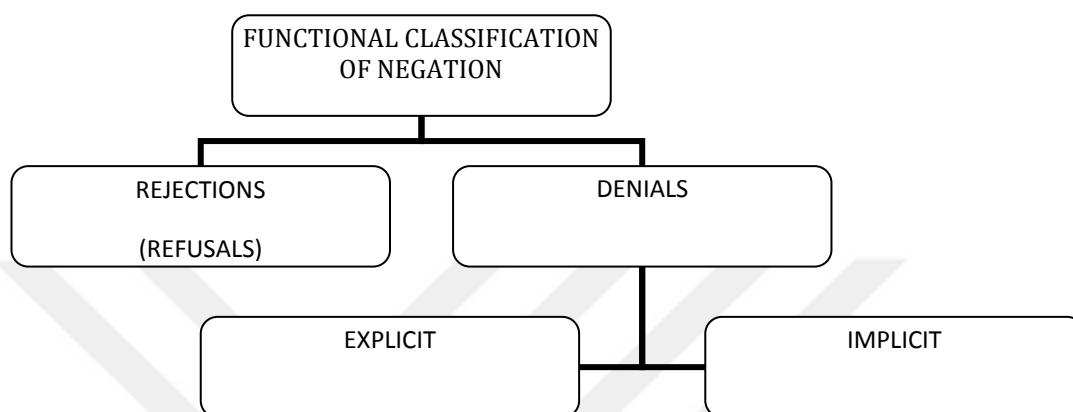 FUNCTIONAL CLASSIFICATION
OF NEGATION
REJECTIONS
(REFUSALS)
DENIALS
EXPLICIT
IMPLICIT